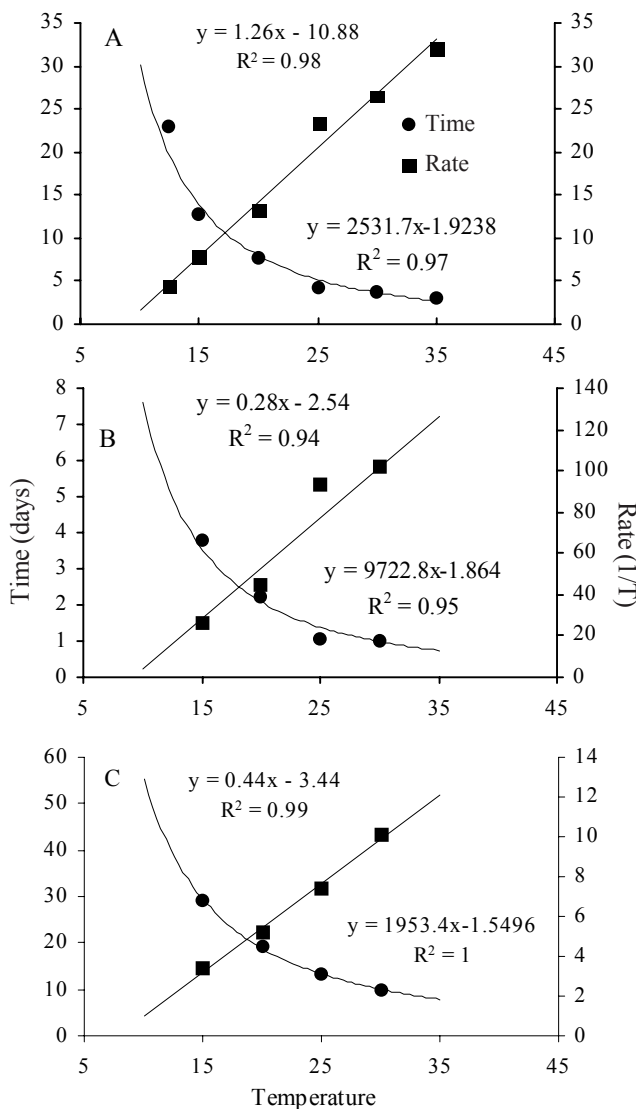 35
30
25
20
15
10
5
0
A
y = 1.26x - 10.88
R² = 0.98
Time
Rate
y = 2531.7x-1.9238
R² = 0.97
35
30
25
20
15
10
5
0
5 15 25 35 45
8
7
6
5
4
3
2
1
0
B
y = 0.28x - 2.54
R² = 0.94
y = 9722.8x-1.864
R² = 0.95
140
120
100
80
60
40
20
0
5 15 25 35 45
Time (days)
Rate (1/T)
60
50
40
30
20
10
0
C
y = 0.44x - 3.44
R² = 0.99
y = 1953.4x-1.5496
R² = 1
14
12
10
8
6
4
2
0
5 15 25 35 45
Temperature